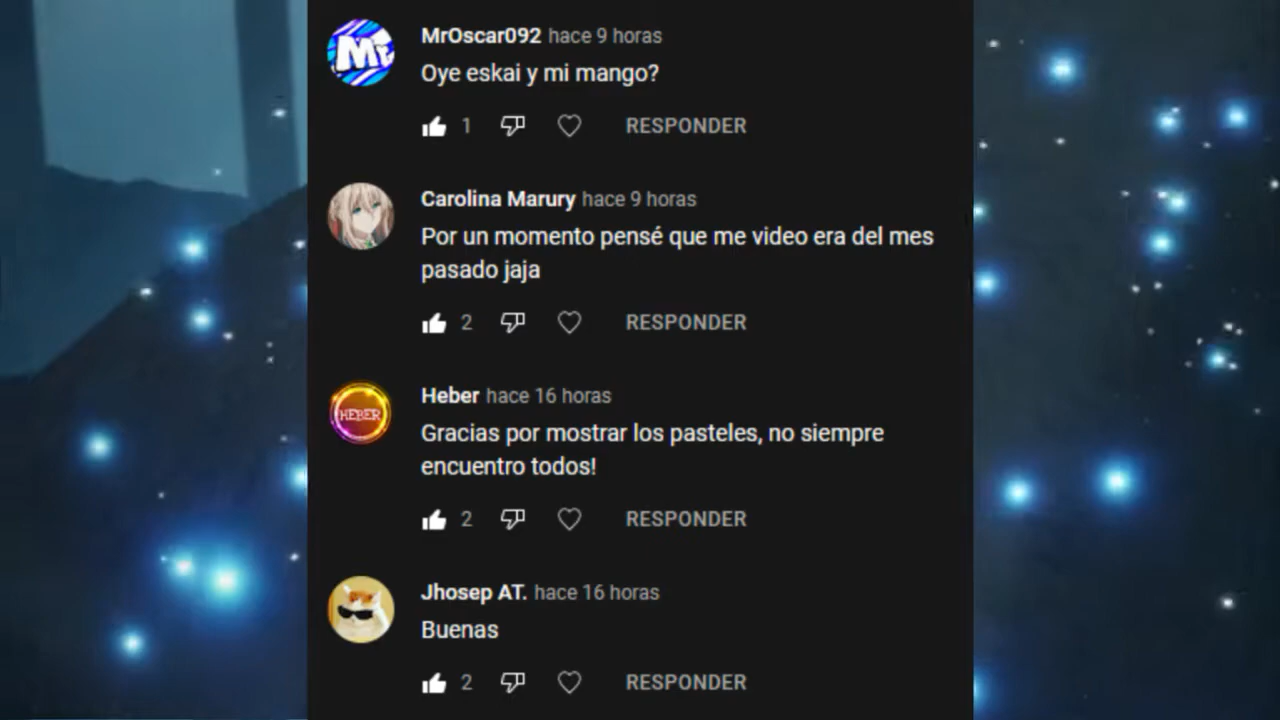 MrOscar092 hace 9 horas
Oye eskai y mi mango?
1 RESPONDER
Carolina Marury hace 9 horas
Por un momento pensé que me video era del mes
pasado jaja
2 RESPONDER
HEBER
Heber hace 16 horas
Gracias por mostrar los pasteles, no siempre
encuentro todos!
2 RESPONDER
Jhosep AT. hace 16 horas
Buenas
2 RESPONDER